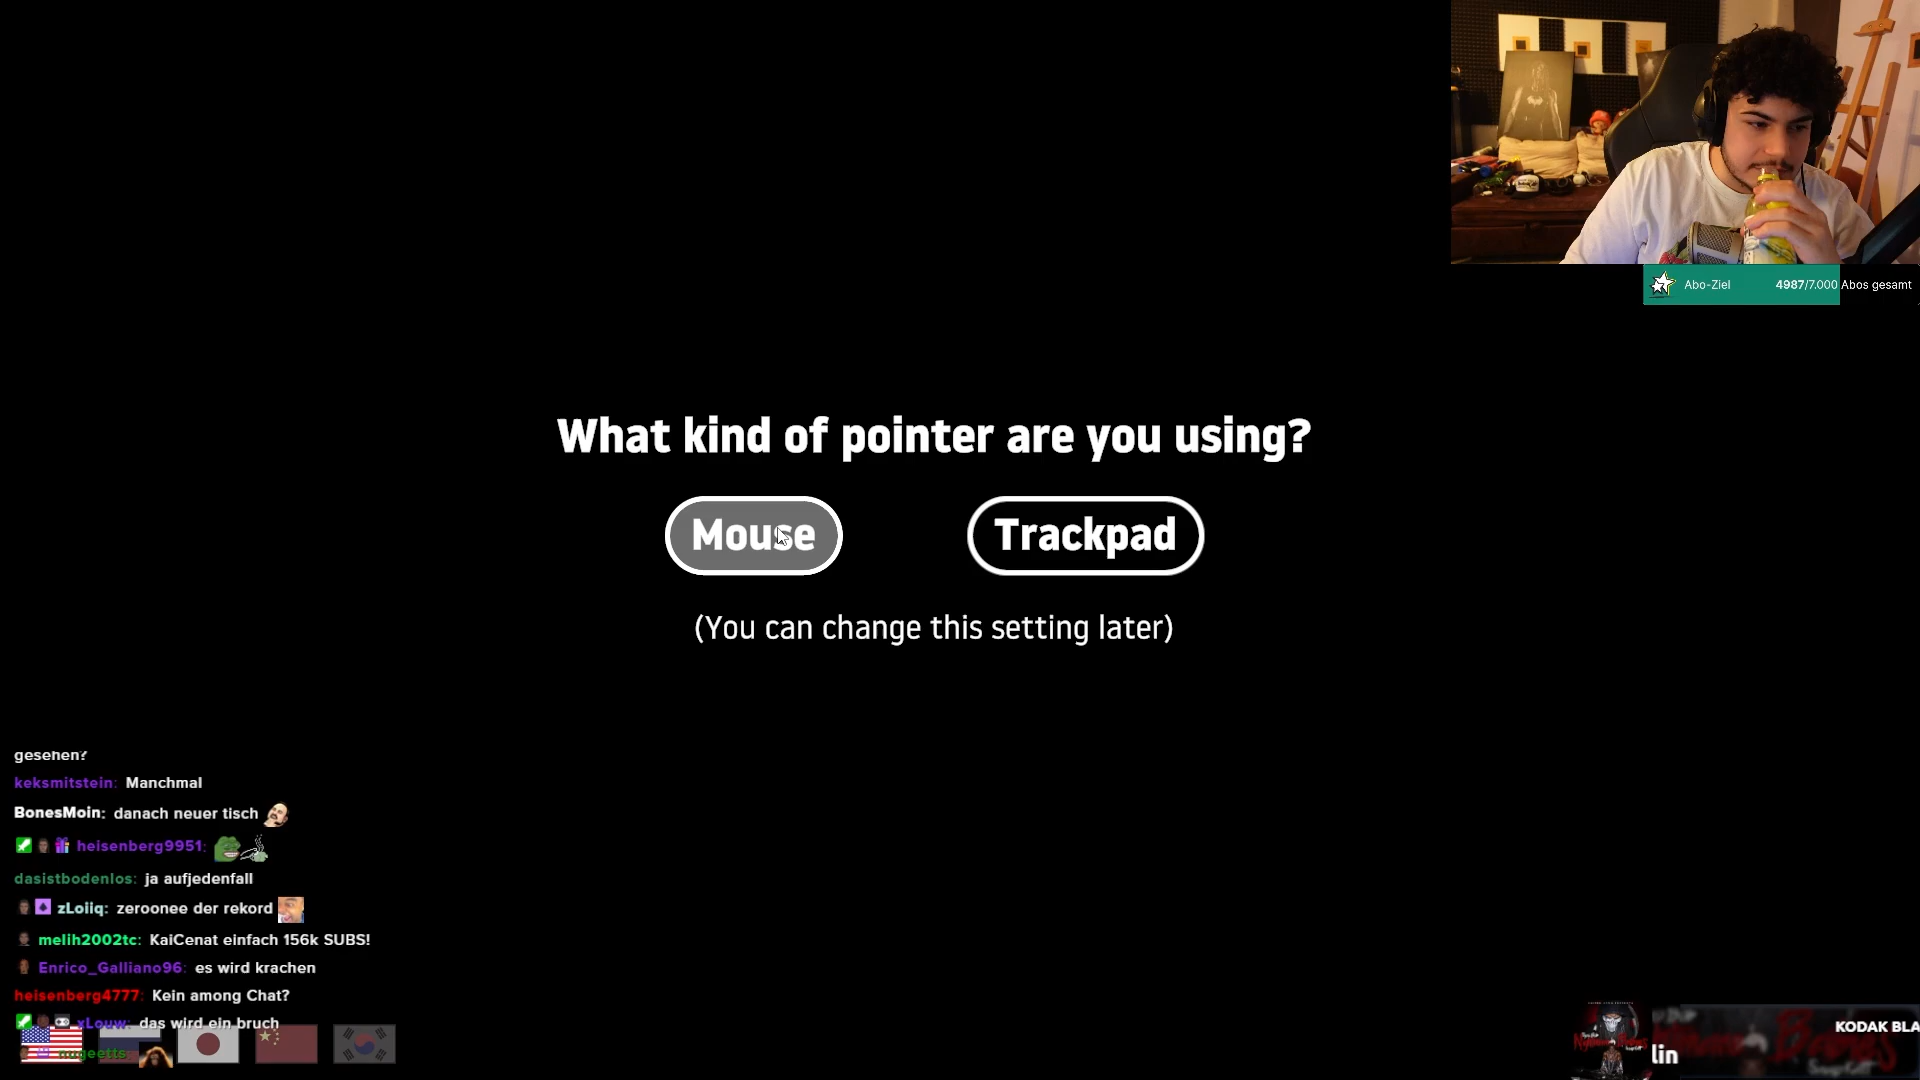 Abo-Ziel 4987/7.000 Abos gesamt
What kind of pointer are you using?
Mouse
Trackpad
(You can change this setting later)
gesehen?
keksmitstein: Manchmal
BonesMoin: danach neuer tisch
heisenberg9951:
dasistbodenlos: ja aufjedenfall
zLoiiq: zeroonee der rekord
melih2002tc: KaiCenat einfach 156k SUBS!
Enrico_Galliano96: es wird krachen
heisenberg4777: Kein among Chat?
xLouw: das wird ein bruch
KODAK BLA
lin